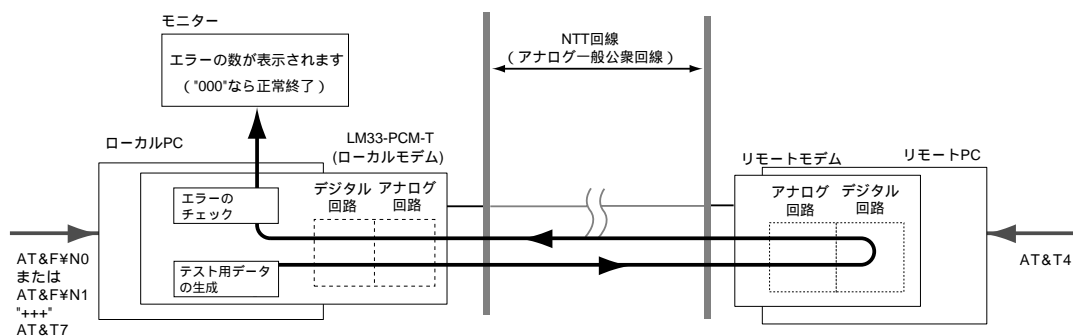 モニター
エラーの数が表示されます
("000"なら正常終了)
NTT回線
(アナログ一般公衆回線)
ローカルPC
LM33-PCM-T
(ローカルモデム)
リモートモデム
リモートPC
エラーの
チェック
デジタル
回路
アナログ
回路
アナログ
回路
デジタル
回路
テスト用データ
の生成
AT&F¥N0
または
AT&F¥N1
"+++"
AT&T7
AT&T4